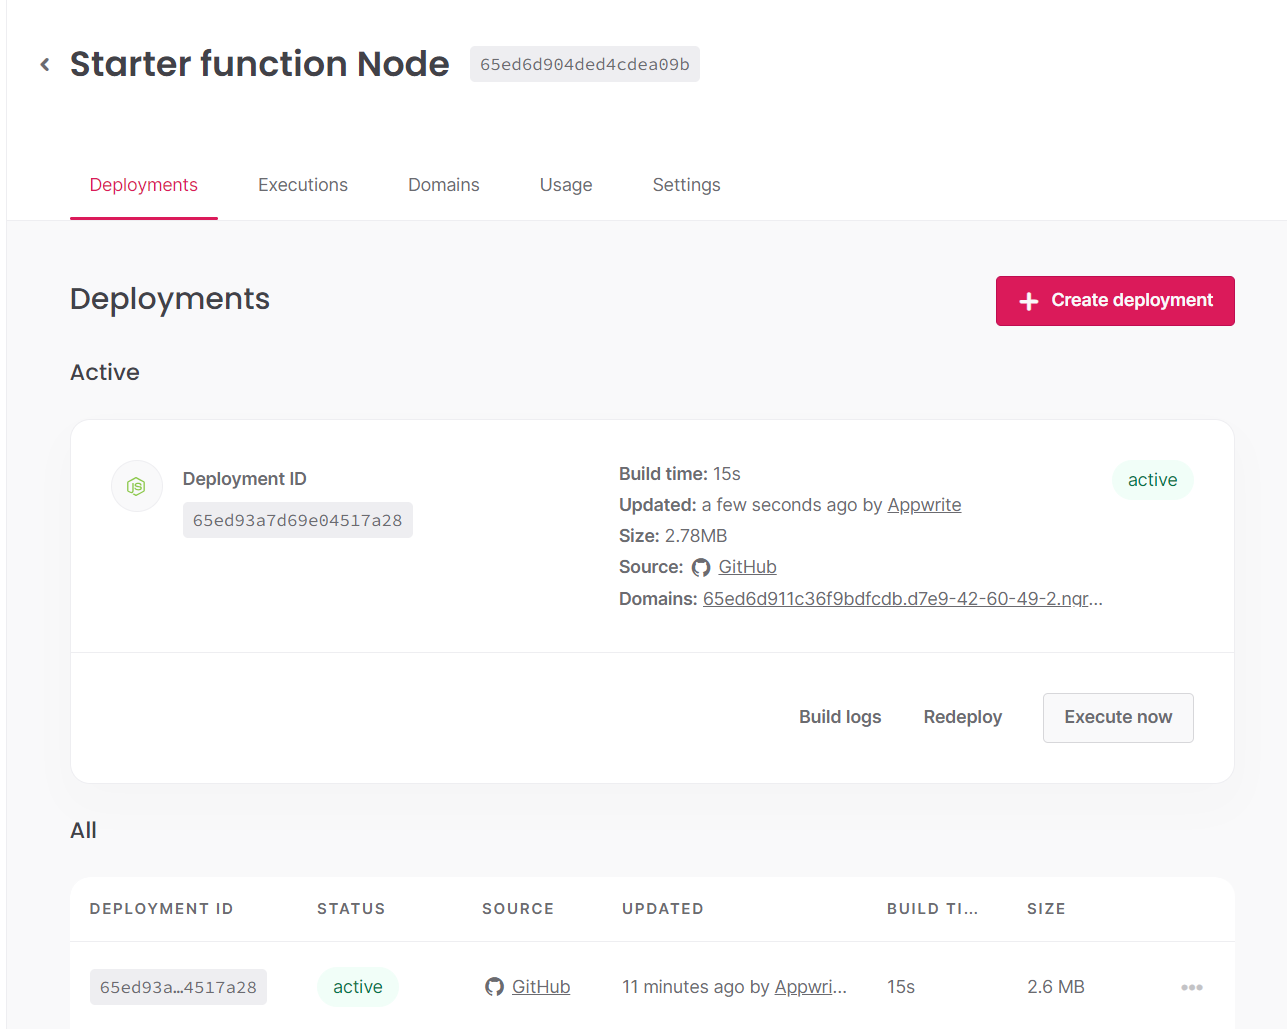 Starter function Node
65ed6d904ded4cdea09b
Deployments
Executions
Domains
Usage
Settings
Deployments
Create deployment
Active
JS
Deployment ID
65ed93a7d69e04517a28
Build time: 15s
Updated: a few seconds ago by Appwrite
Size: 2.78MB
Source: GitHub
Domains: 65ed6d911c36f9bdfcdb.d7e9-42-60-49-2.ngr...
active
Build logs
Redeploy
Execute now
All
DEPLOYMENT ID STATUS SOURCE UPDATED BUILD TI... SIZE
65ed93a…4517a28 active GitHub 11 minutes ago by Appwri... 15s 2.6 MB